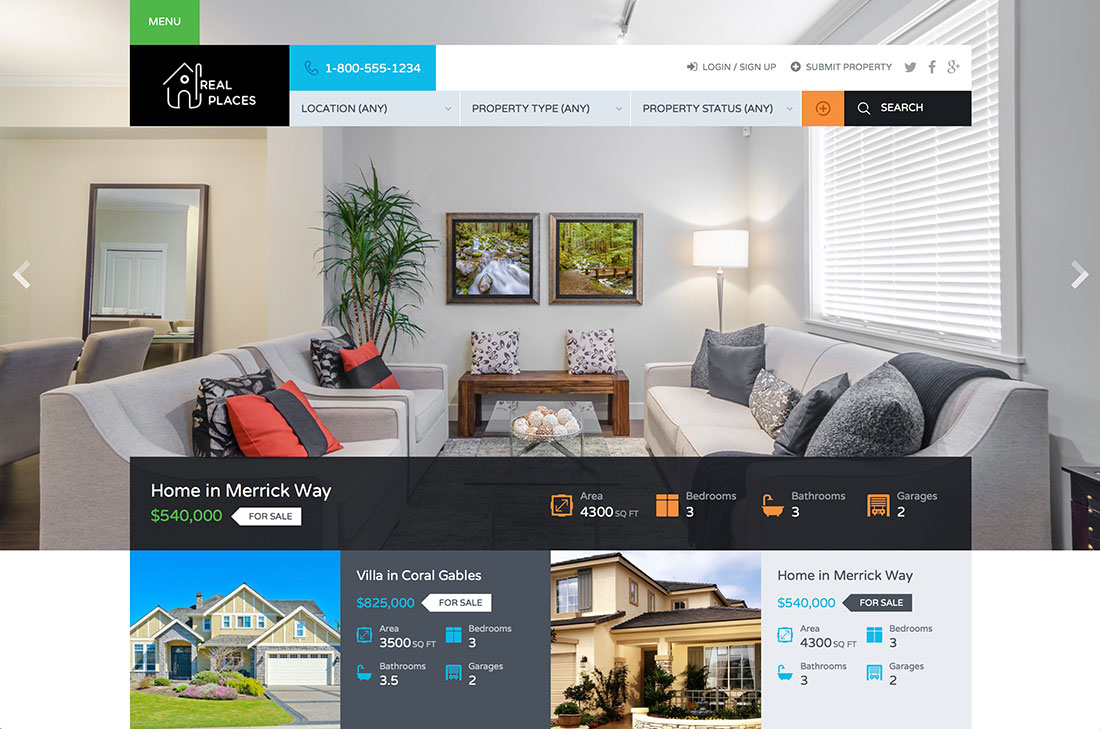 MENU
REAL
PLACES
1-800-555-1234
LOGIN / SIGN UP
SUBMIT PROPERTY
LOCATION (ANY)
PROPERTY TYPE (ANY)
PROPERTY STATUS (ANY)
SEARCH
Home in Merrick Way
$540,000
FOR SALE
Area
4300 SQ FT
Bedrooms
3
Bathrooms
3
Garages
2
Villa in Coral Gables
$825,000
FOR SALE
Area
3500 SQ FT
Bedrooms
3
Bathrooms
3.5
Garages
2
Home in Merrick Way
$540,000
FOR SALE
Area
4300 SQ FT
Bedrooms
3
Bathrooms
3
Garages
2